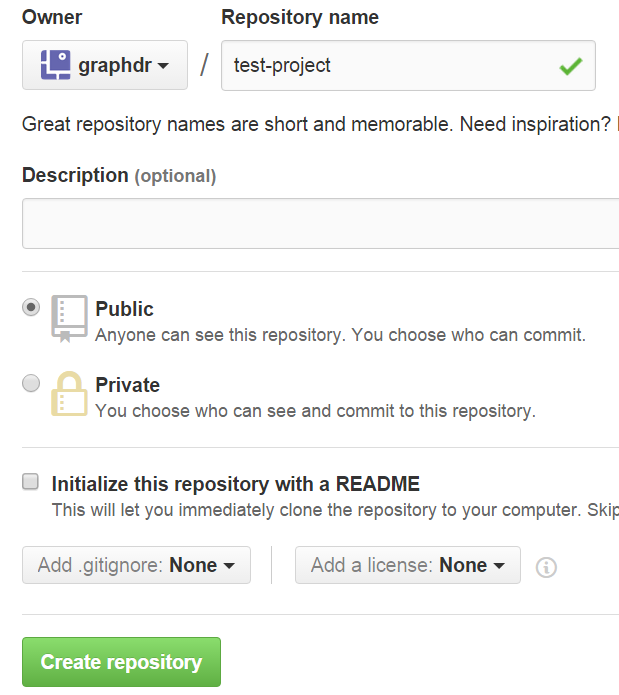 Owner
Repository name
graphdr / test-project
Great repository names are short and memorable. Need inspiration?
Description (optional)
Public
Anyone can see this repository. You choose who can commit.
Private
You choose who can see and commit to this repository.
Initialize this repository with a README
This will let you immediately clone the repository to your computer. Skip
Add .gitignore: None
Add a license: None
Create repository